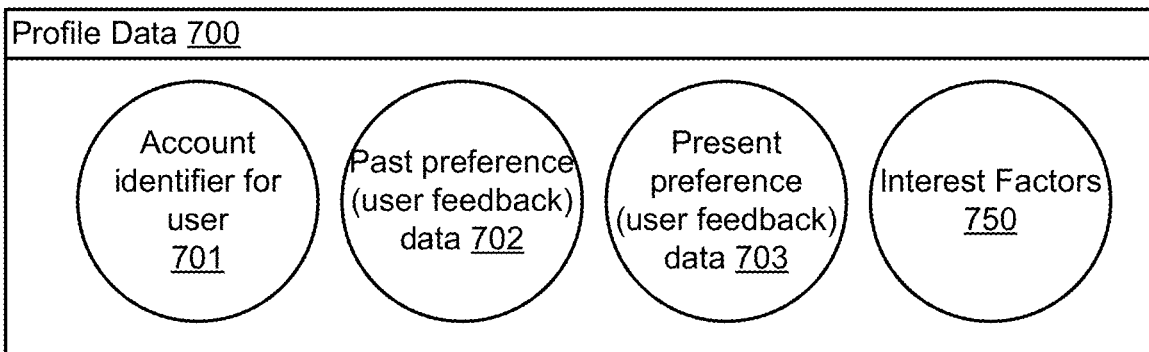 Profile Data 700
Account
identifier for
user
701
Past preference
(user feedback)
data 702
Present
preference
(user feedback)
data 703
Interest Factors
750